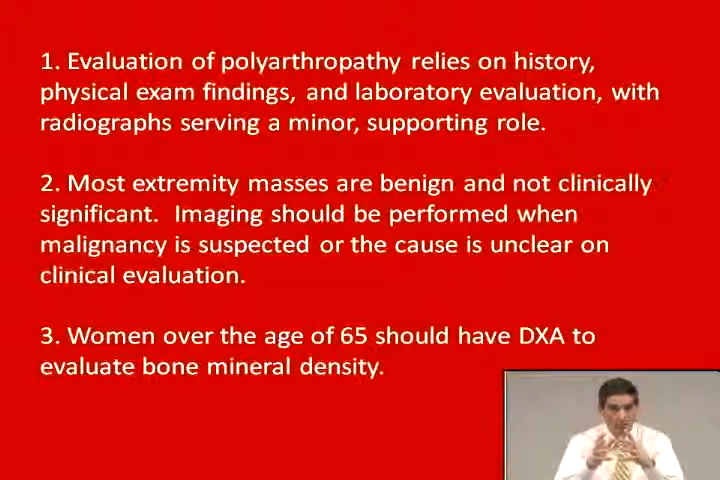 1. Evaluation of polyarthropathy relies on history,
physical exam findings, and laboratory evaluation, with
radiographs serving a minor, supporting role.
2. Most extremity masses are benign and not clinically
significant.  Imaging should be performed when
malignancy is suspected or the cause is unclear on
clinical evaluation.
3. Women over the age of 65 should have DXA to
evaluate bone mineral density.